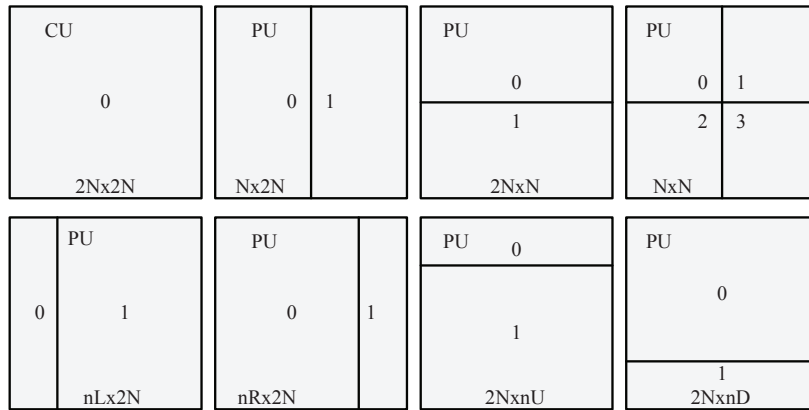 CU
0
2Nx2N
PU
0 1
Nx2N
PU
0
1
2NxN
PU
0 1
2 3
NxN
PU
0 1
nLx2N
PU
0 1
nRx2N
PU
0
1
2NxnU
PU
0
1
2NxnD